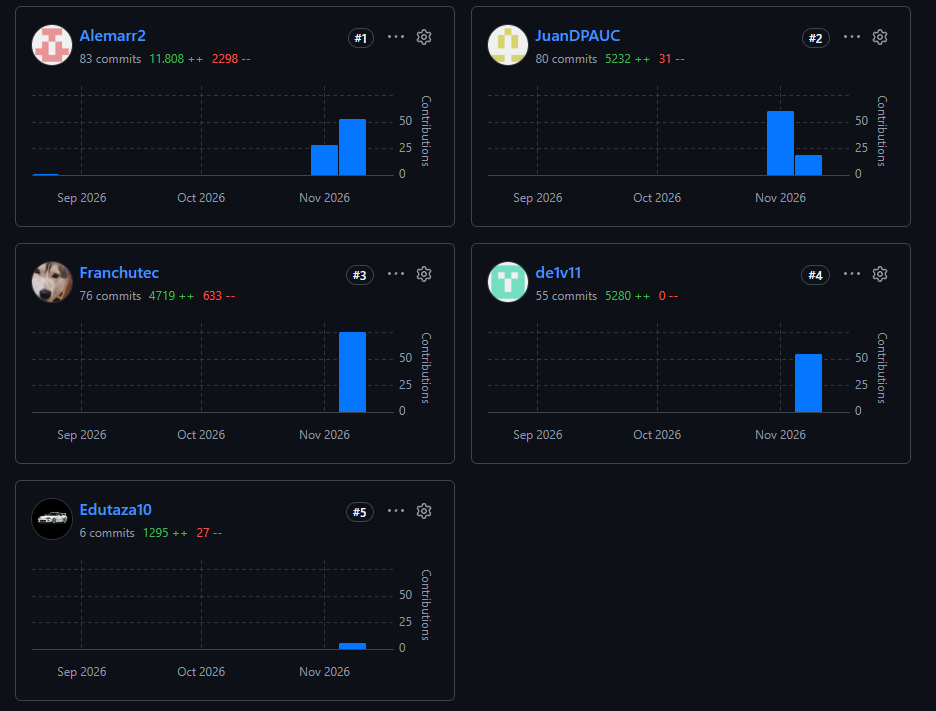 Alemarr2 #1 ···
83 commits 11.808 ++ 2298 --
Contributions
50
25
0
Sep 2026 Oct 2026 Nov 2026
JuanDPAUC #2 ···
80 commits 5232 ++ 31 --
Contributions
50
25
0
Sep 2026 Oct 2026 Nov 2026
Franchutec #3 ···
76 commits 4719 ++ 633 --
Contributions
50
25
0
Sep 2026 Oct 2026 Nov 2026
de1v11 #4 ···
55 commits 5280 ++ 0 --
Contributions
50
25
0
Sep 2026 Oct 2026 Nov 2026
Edutaza10 #5 ···
6 commits 1295 ++ 27 --
Contributions
50
25
0
Sep 2026 Oct 2026 Nov 2026